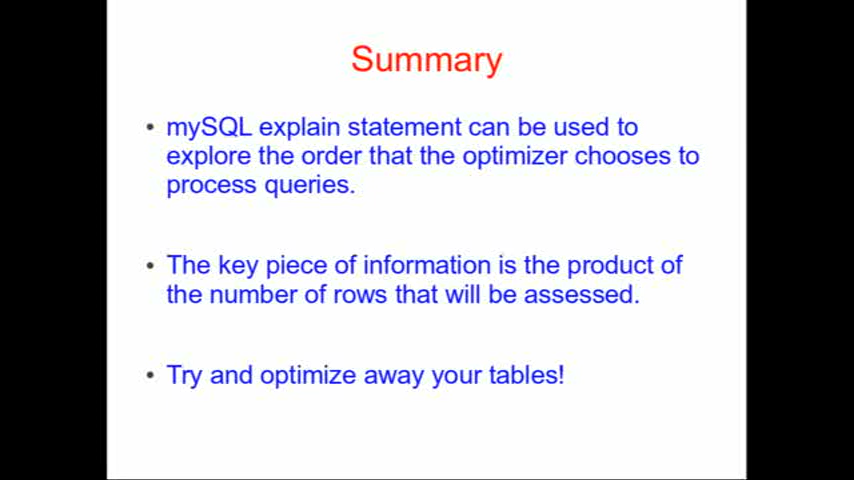 Summary
• mySQL explain statement can be used to
explore the order that the optimizer chooses to
process queries.
• The key piece of information is the product of
the number of rows that will be assessed.
• Try and optimize away your tables!